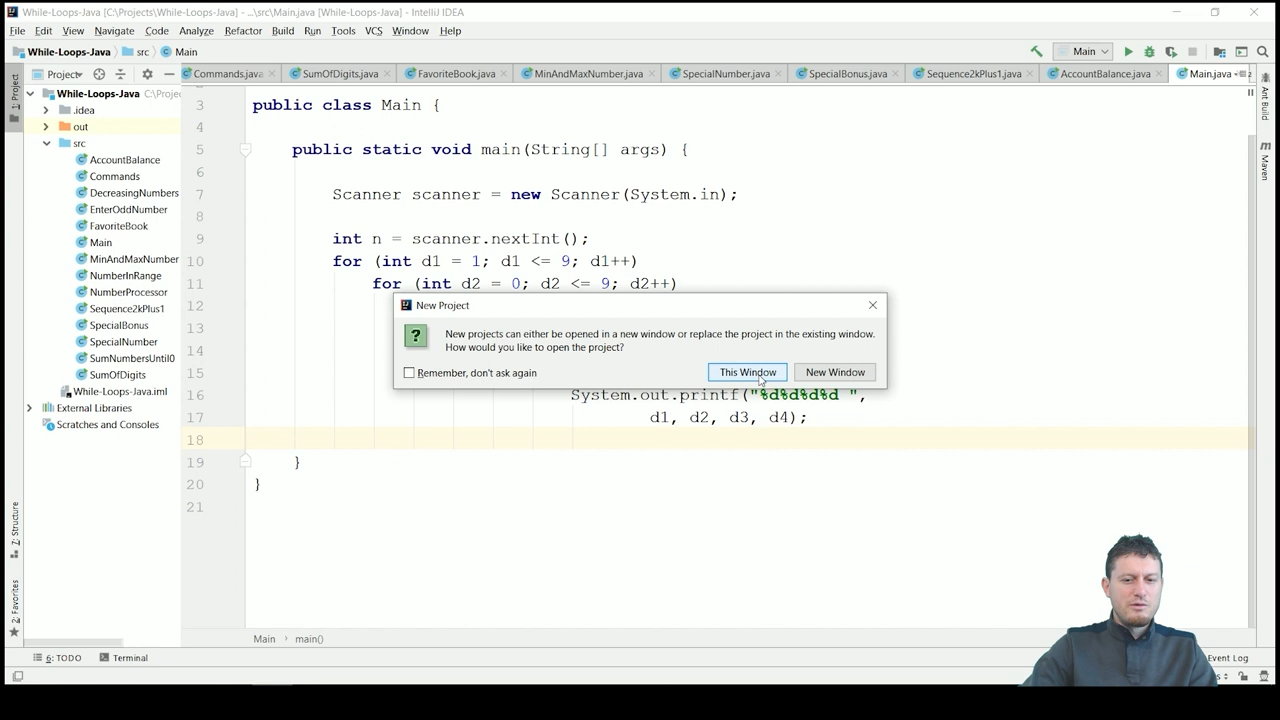 While-Loops-Java [C:\Projects\While-Loops-Java] - ...\src\Main.java [While-Loops-Java] - IntelliJ IDEA
File Edit View Navigate Code Analyze Refactor Build Run Tools VCS Window Help
While-Loops-Java src Main Main
1: Project Project Commands.java SumOfDigits.java FavoriteBook.java MinAndMaxNumber.java SpecialNumber.java SpecialBonus.java Sequence2kPlus1.java AccountBalance.java Main.java
While-Loops-Java C:\Projec
.idea
out
src
AccountBalance
Commands
DecreasingNumbers
EnterOddNumber
FavoriteBook
Main
MinAndMaxNumber
NumberInRange
NumberProcessor
Sequence2kPlus1
SpecialBonus
SpecialNumber
SumNumbersUntil0
SumOfDigits
While-Loops-Java.iml
External Libraries
Scratches and Consoles
3 public class Main {
4
5 public static void main(String[] args) {
6
7 Scanner scanner = new Scanner(System.in);
8
9 int n = scanner.nextInt();
10 for (int d1 = 1; d1 <= 9; d1++)
11 for (int d2 = 0; d2 <= 9; d2++)
12
13
14
15
16 System.out.printf("%d%d%d%d ",
17 d1, d2, d3, d4);
18
19 }
20 }
21
New Project
New projects can either be opened in a new window or replace the project in the existing window.
How would you like to open the project?
Remember, don't ask again This Window New Window
Ant Build
Maven
7: Structure
2: Favorites
Main main()
6: TODO Terminal Event Log